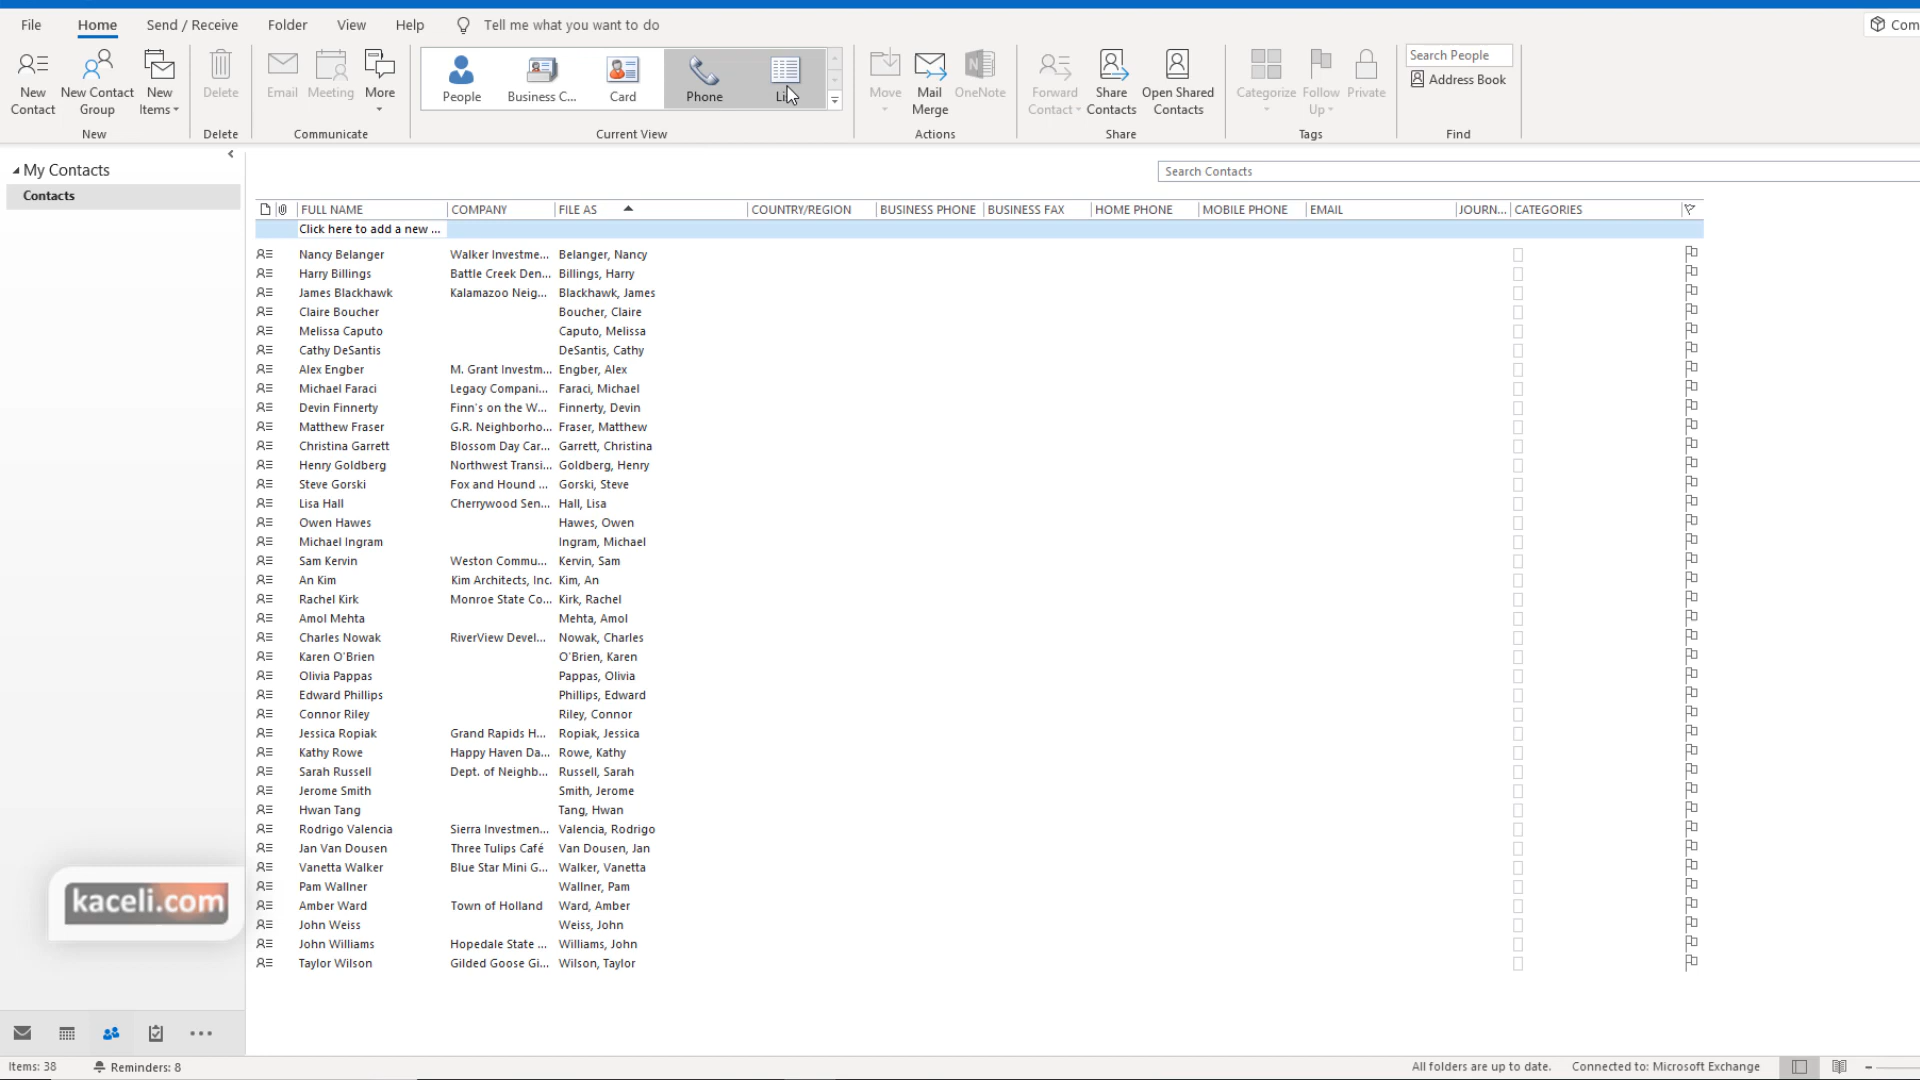 File Home Send / Receive Folder View Help Tell me what you want to do
New Contact
New Contact Group
New Items
New
Delete
Delete
Email
Meeting
More
Communicate
People
Business C...
Card
Phone
Current View
Move
Mail Merge
OneNote
Actions
Forward Contact
Share Contacts
Open Shared Contacts
Share
Categorize
Follow Up
Private
Tags
Search People
Address Book
Find
My Contacts
Contacts
Search Contacts
FULL NAME COMPANY FILE AS COUNTRY/REGION BUSINESS PHONE BUSINESS FAX HOME PHONE MOBILE PHONE EMAIL JOURN... CATEGORIES
Click here to add a new ...
Nancy Belanger Walker Investme... Belanger, Nancy
Harry Billings Battle Creek Den... Billings, Harry
James Blackhawk Kalamazoo Neig... Blackhawk, James
Claire Boucher Boucher, Claire
Melissa Caputo Caputo, Melissa
Cathy DeSantis DeSantis, Cathy
Alex Engber M. Grant Investm... Engber, Alex
Michael Faraci Legacy Compani... Faraci, Michael
Devin Finnerty Finn's on the W... Finnerty, Devin
Matthew Fraser G.R. Neighborho... Fraser, Matthew
Christina Garrett Blossom Day Car... Garrett, Christina
Henry Goldberg Northwest Transi... Goldberg, Henry
Steve Gorski Fox and Hound ... Gorski, Steve
Lisa Hall Cherrywood Sen... Hall, Lisa
Owen Hawes Hawes, Owen
Michael Ingram Ingram, Michael
Sam Kervin Weston Commu... Kervin, Sam
An Kim Kim Architects, Inc. Kim, An
Rachel Kirk Monroe State Co... Kirk, Rachel
Amol Mehta Mehta, Amol
Charles Nowak RiverView Devel... Nowak, Charles
Karen O'Brien O'Brien, Karen
Olivia Pappas Pappas, Olivia
Edward Phillips Phillips, Edward
Connor Riley Riley, Connor
Jessica Ropiak Grand Rapids H... Ropiak, Jessica
Kathy Rowe Happy Haven Da... Rowe, Kathy
Sarah Russell Dept. of Neighb... Russell, Sarah
Jerome Smith Smith, Jerome
Hwan Tang Tang, Hwan
Rodrigo Valencia Sierra Investmen... Valencia, Rodrigo
Jan Van Dousen Three Tulips Café Van Dousen, Jan
Vanetta Walker Blue Star Mini G... Walker, Vanetta
Pam Wallner Wallner, Pam
Amber Ward Town of Holland Ward, Amber
John Weiss Weiss, John
John Williams Hopedale State ... Williams, John
Taylor Wilson Gilded Goose Gi... Wilson, Taylor
kaceli.com
Items: 38 Reminders: 8 All folders are up to date. Connected to: Microsoft Exchange